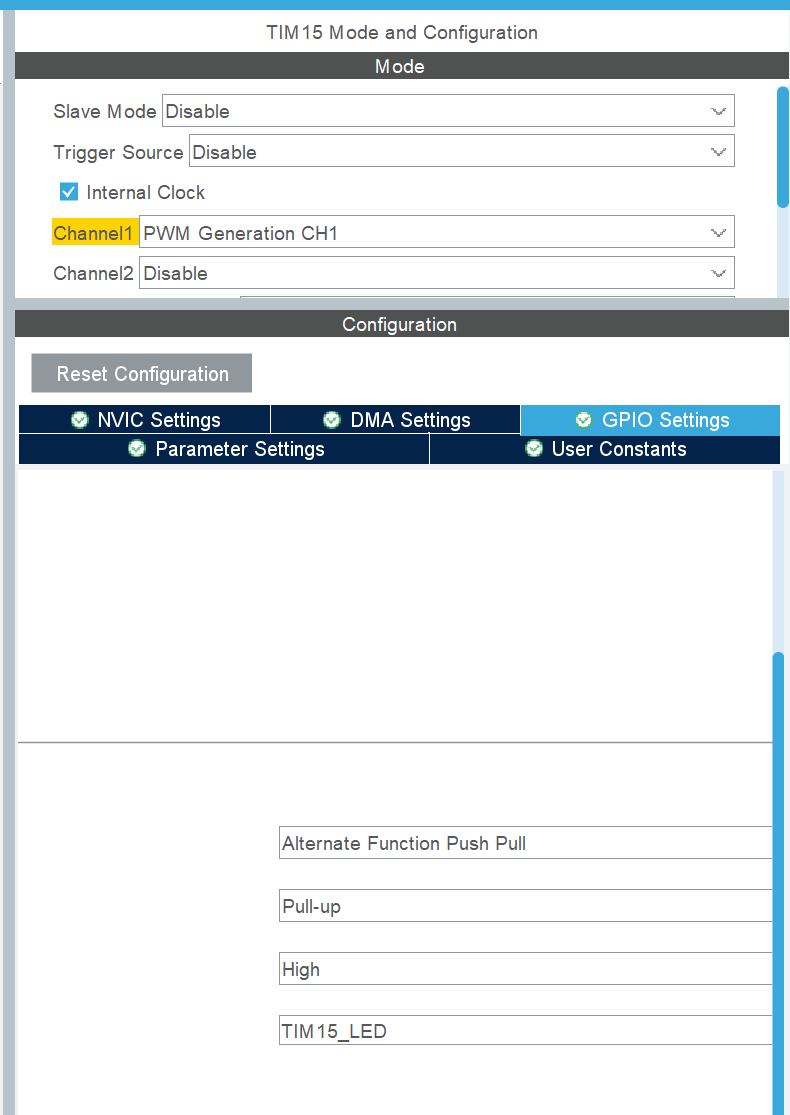 TIM15 Mode and Configuration
Mode
Slave Mode Disable
Trigger Source Disable
Internal Clock
Channel1 PWM Generation CH1
Channel2 Disable
Configuration
Reset Configuration
NVIC Settings DMA Settings GPIO Settings
Parameter Settings User Constants
Alternate Function Push Pull
Pull-up
High
TIM15_LED